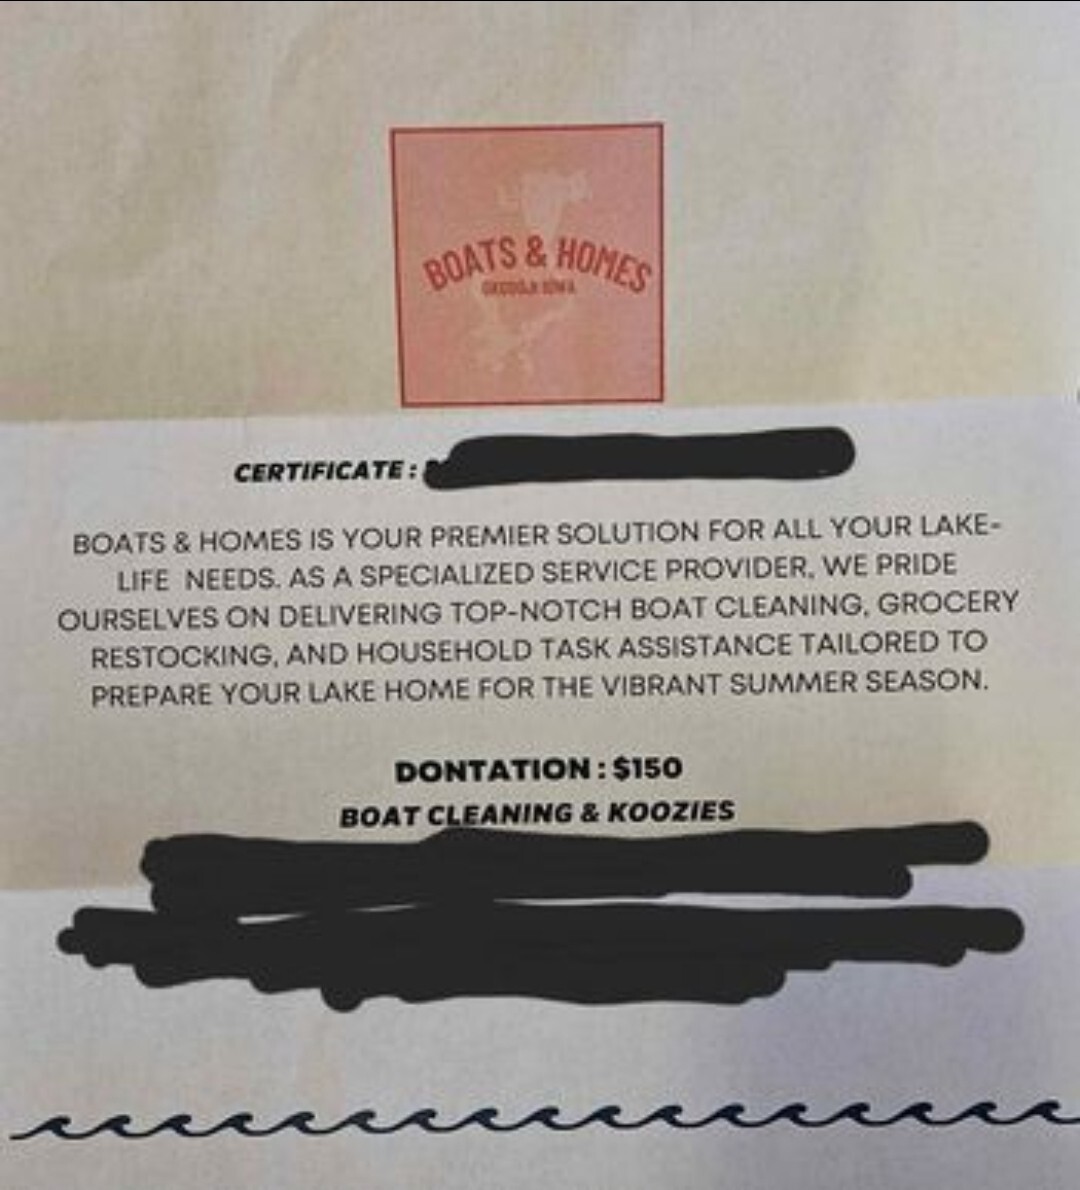 BOATS & HOMES
OKOBOJI IOWA
CERTIFICATE :
BOATS & HOMES IS YOUR PREMIER SOLUTION FOR ALL YOUR LAKE-
LIFE NEEDS. AS A SPECIALIZED SERVICE PROVIDER, WE PRIDE
OURSELVES ON DELIVERING TOP-NOTCH BOAT CLEANING, GROCERY
RESTOCKING, AND HOUSEHOLD TASK ASSISTANCE TAILORED TO
PREPARE YOUR LAKE HOME FOR THE VIBRANT SUMMER SEASON.
DONTATION : $150
BOAT CLEANING & KOOZIES